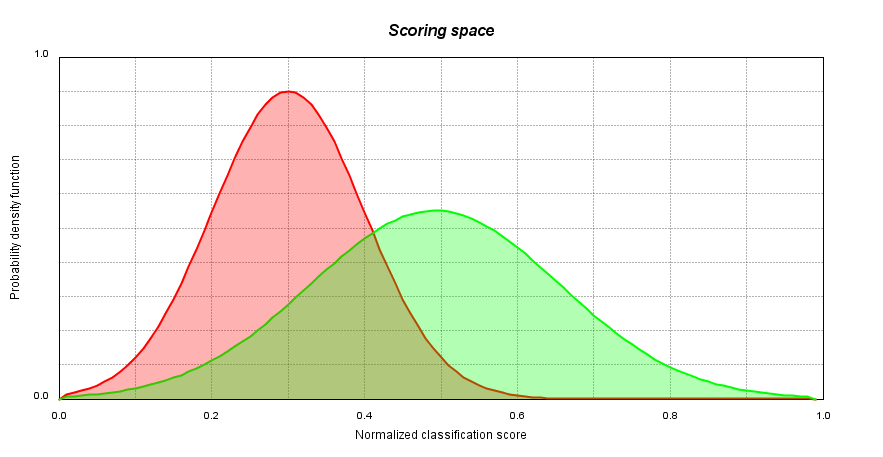 Scoring space
1.0
Probability density function
0.0
0.0 0.2 0.4 0.6 0.8 1.0
Normalized classification score